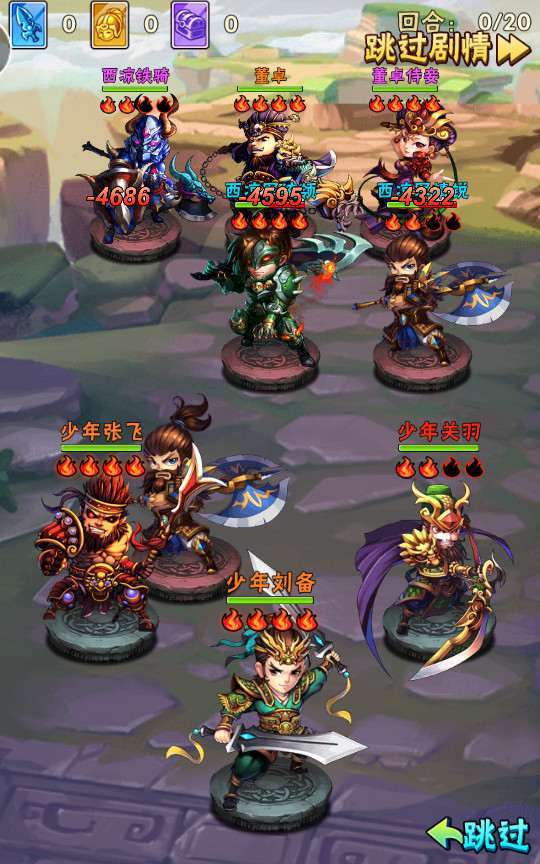 0 0 0 回合： 0/20
跳过剧情
西凉铁骑 董卓 董卓侍妾
-4686 -4595 -4322
少年张飞 少年关羽
少年刘备
跳过